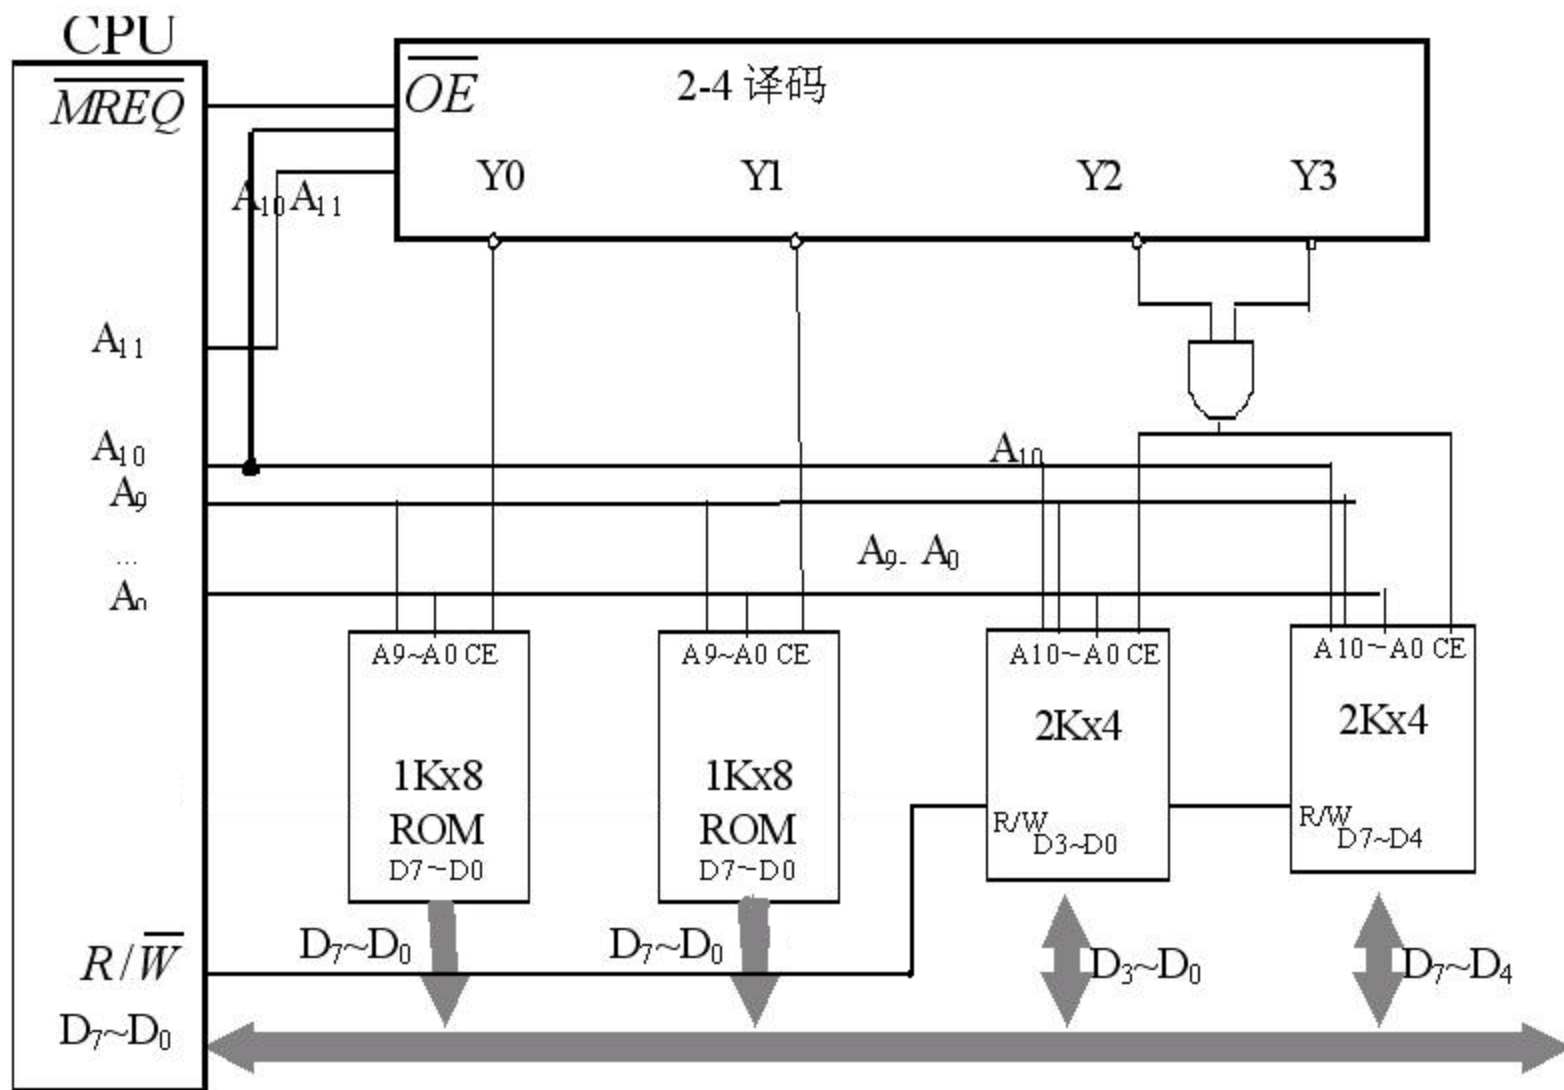 CPU
MREQ
OE
2-4 译码
Y0 Y1 Y2 Y3
A10 A11
A11
A10
A10
A9
...
A9- A0
A0
A9~A0 CE
A9~A0 CE
A10~A0 CE
A10~A0 CE
2Kx4
2Kx4
1Kx8
ROM
D7~D0
1Kx8
ROM
D7~D0
R/W
D3~D0
R/W
D7~D4
D7~D0
D7~D0
D3~D0
D7~D4
R/W
D7~D0